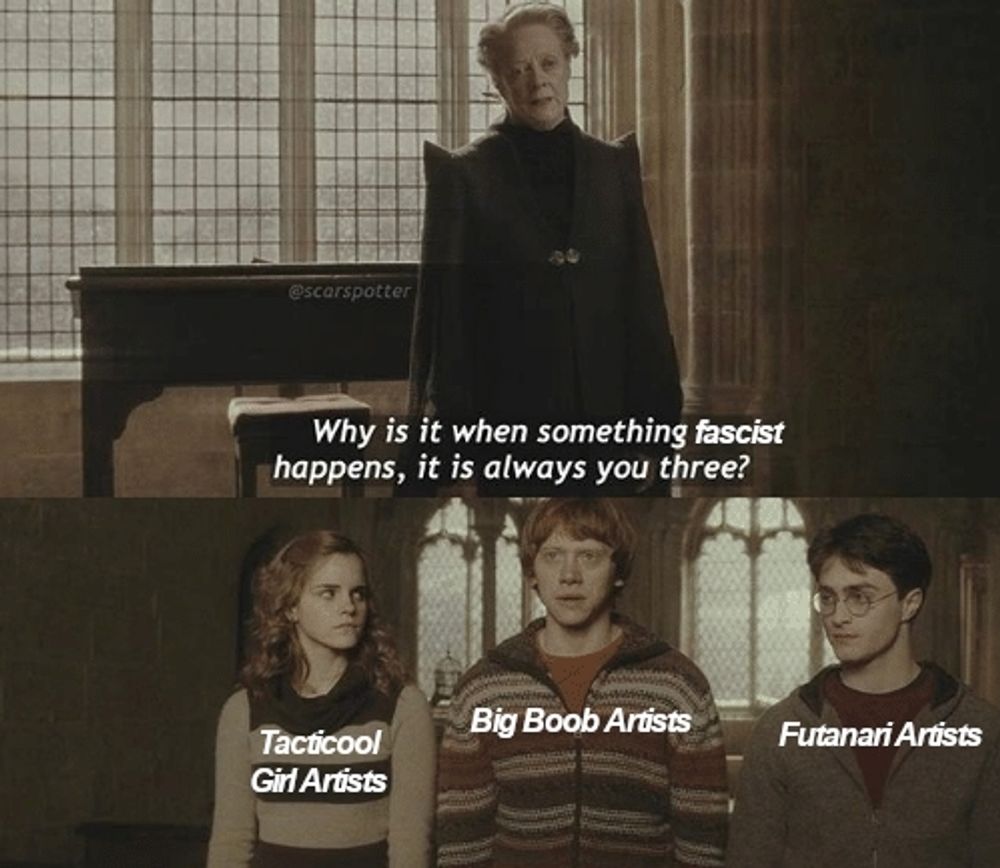 @scarspotter
Why is it when something fascist
happens, it is always you three?
Big Boob Artists
Futanari Artists
Tacticool
Girl Artists